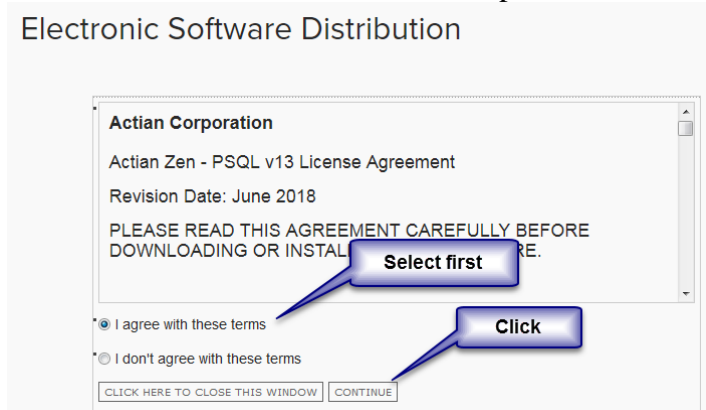 Electronic Software Distribution
Actian Corporation
Actian Zen - PSQL v13 License Agreement
Revision Date: June 2018
PLEASE READ THIS AGREEMENT CAREFULLY BEFORE
DOWNLOADING OR INSTAL RE.
Select first
I agree with these terms
Click
I don't agree with these terms
CLICK HERE TO CLOSE THIS WINDOW CONTINUE